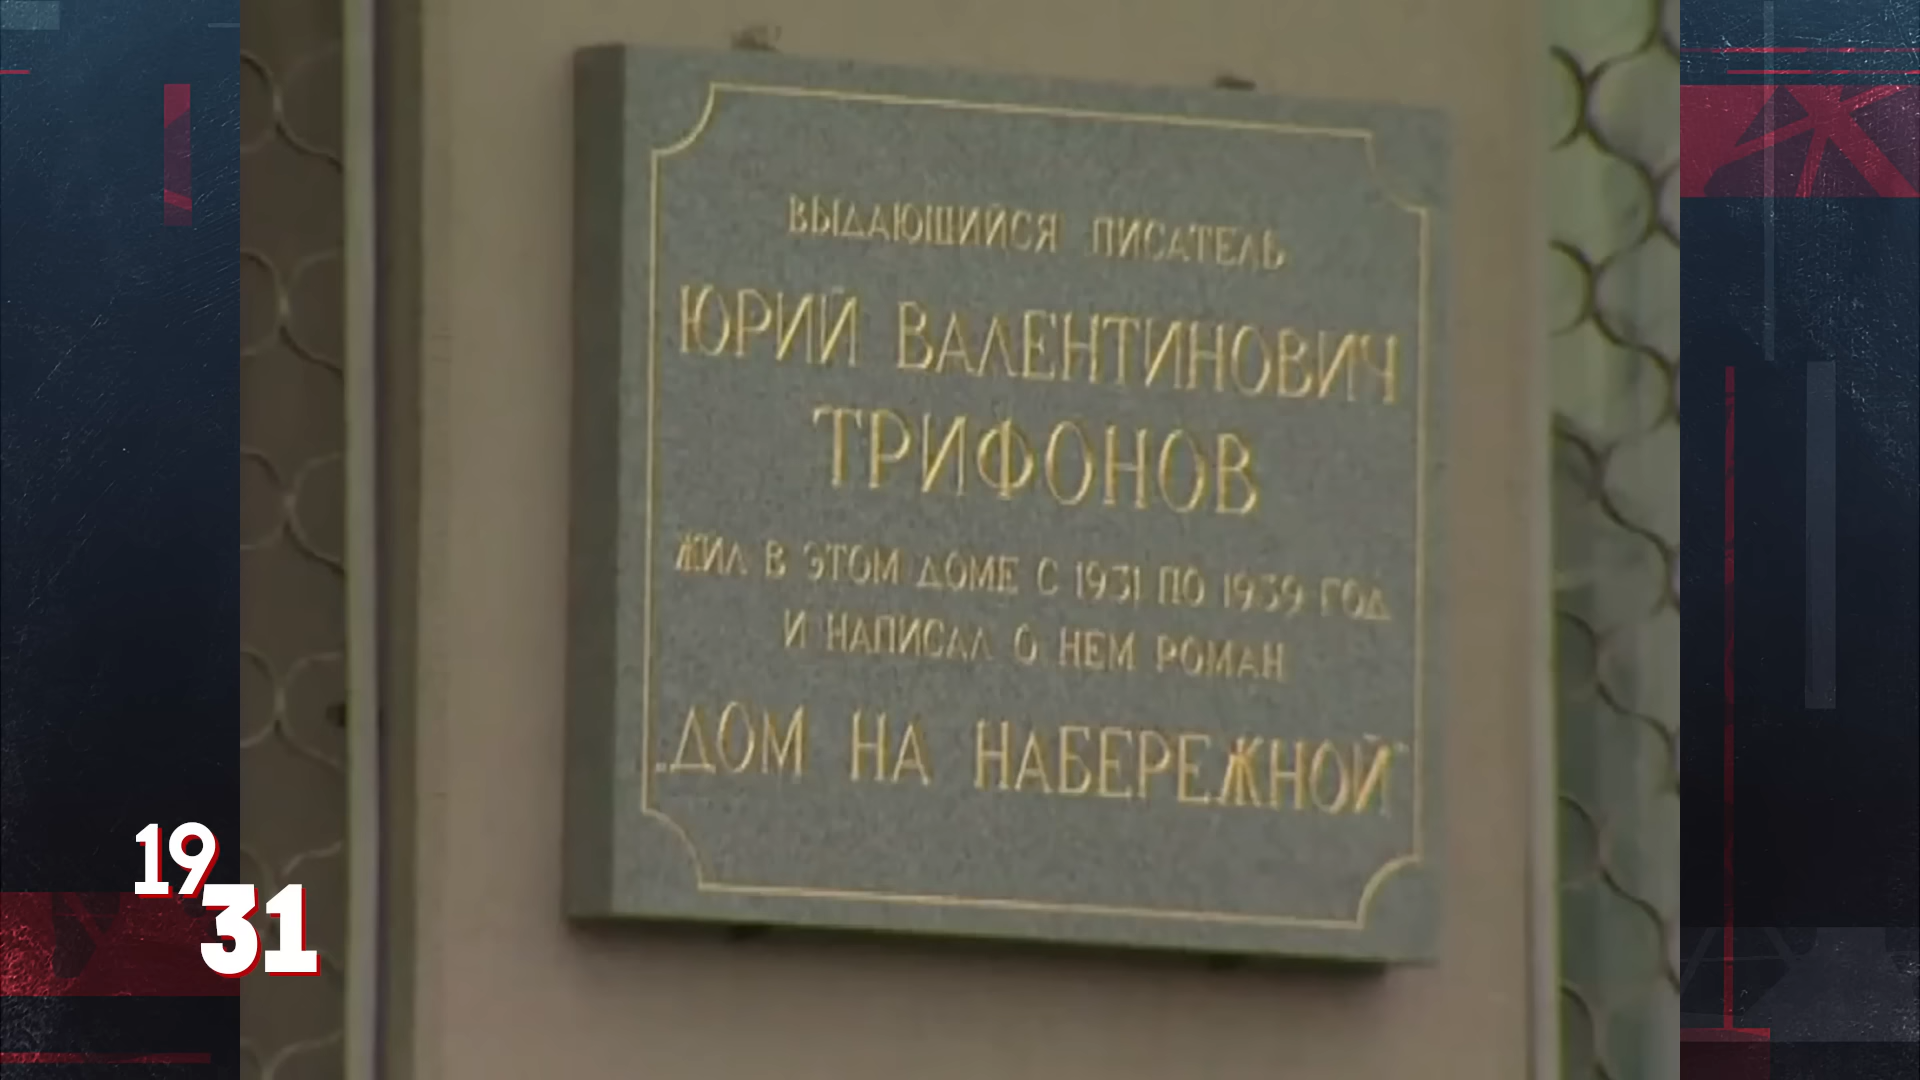 ВЫДАЮЩИЙСЯ ПИСАТЕЛЬ
ЮРИЙ ВАЛЕНТИНОВИЧ
ТРИФОНОВ
ЖИЛ В ЭТОМ ДОМЕ С 1931 ПО 1939 ГОД
И НАПИСАЛ О НЕМ РОМАН
„ДОМ НА НАБЕРЕЖНОЙ"
19
31